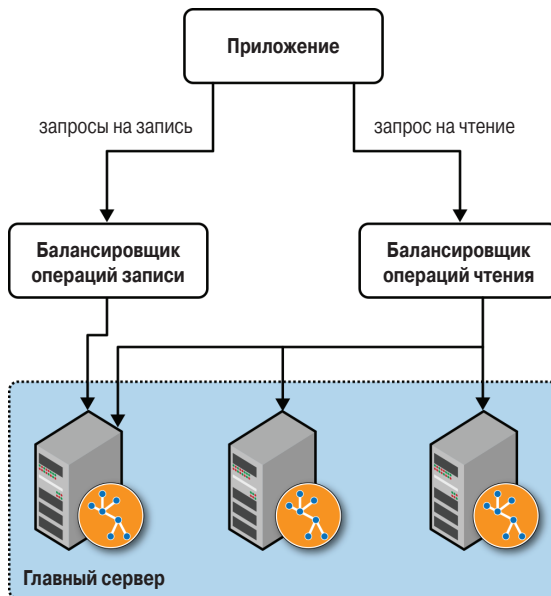 Приложение
запросы на запись
запрос на чтение
Балансировщик
операций записи
Балансировщик
операций чтения
Главный сервер